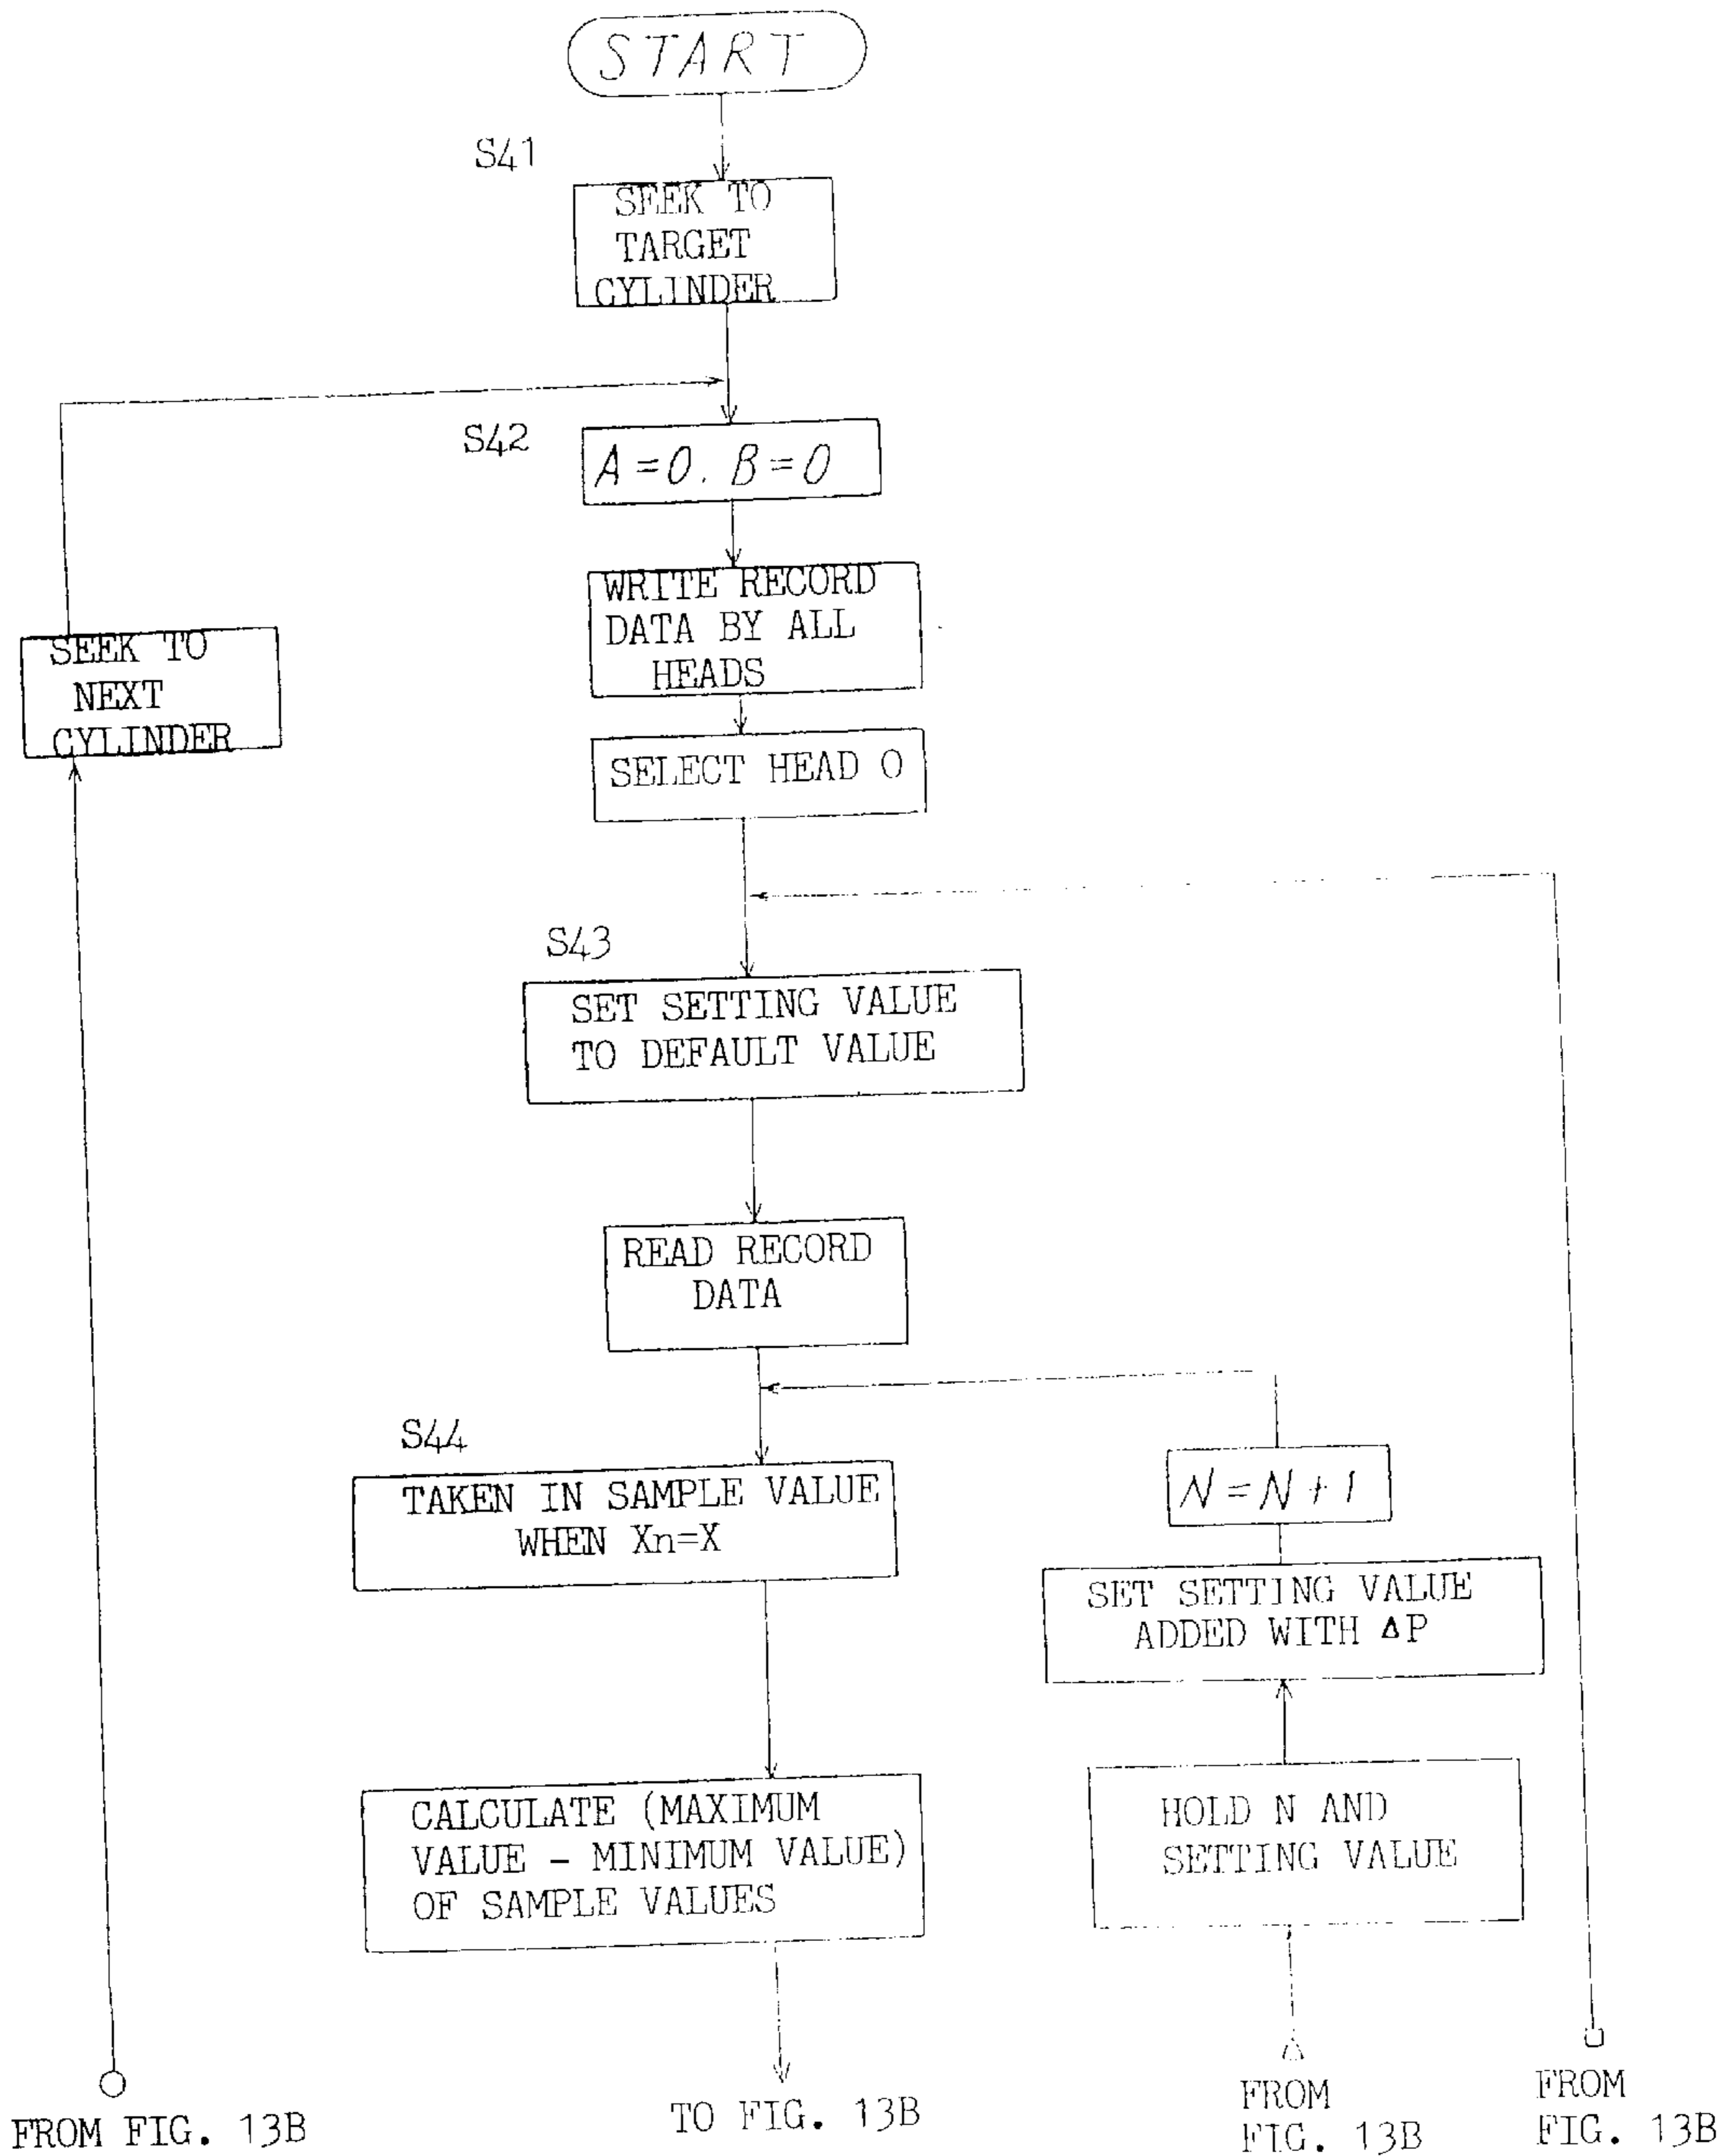 START
S41
SEEK TO
TARGET
CYLINDER
S42
A=0. B=0
WRITE RECORD
DATA BY ALL
HEADS
SEEK TO
NEXT
CYLINDER
SELECT HEAD 0
S43
SET SETTING VALUE
TO DEFAULT VALUE
READ RECORD
DATA
S44
TAKEN IN SAMPLE VALUE
WHEN Xn=X
N=N+1
SET SETTING VALUE
ADDED WITH ΔP
CALCULATE (MAXIMUM
VALUE - MINIMUM VALUE)
OF SAMPLE VALUES
HOLD N AND
SETTING VALUE
FROM FIG. 13B
TO FIG. 13B
FROM
FIG. 13B
FROM
FIG. 13B